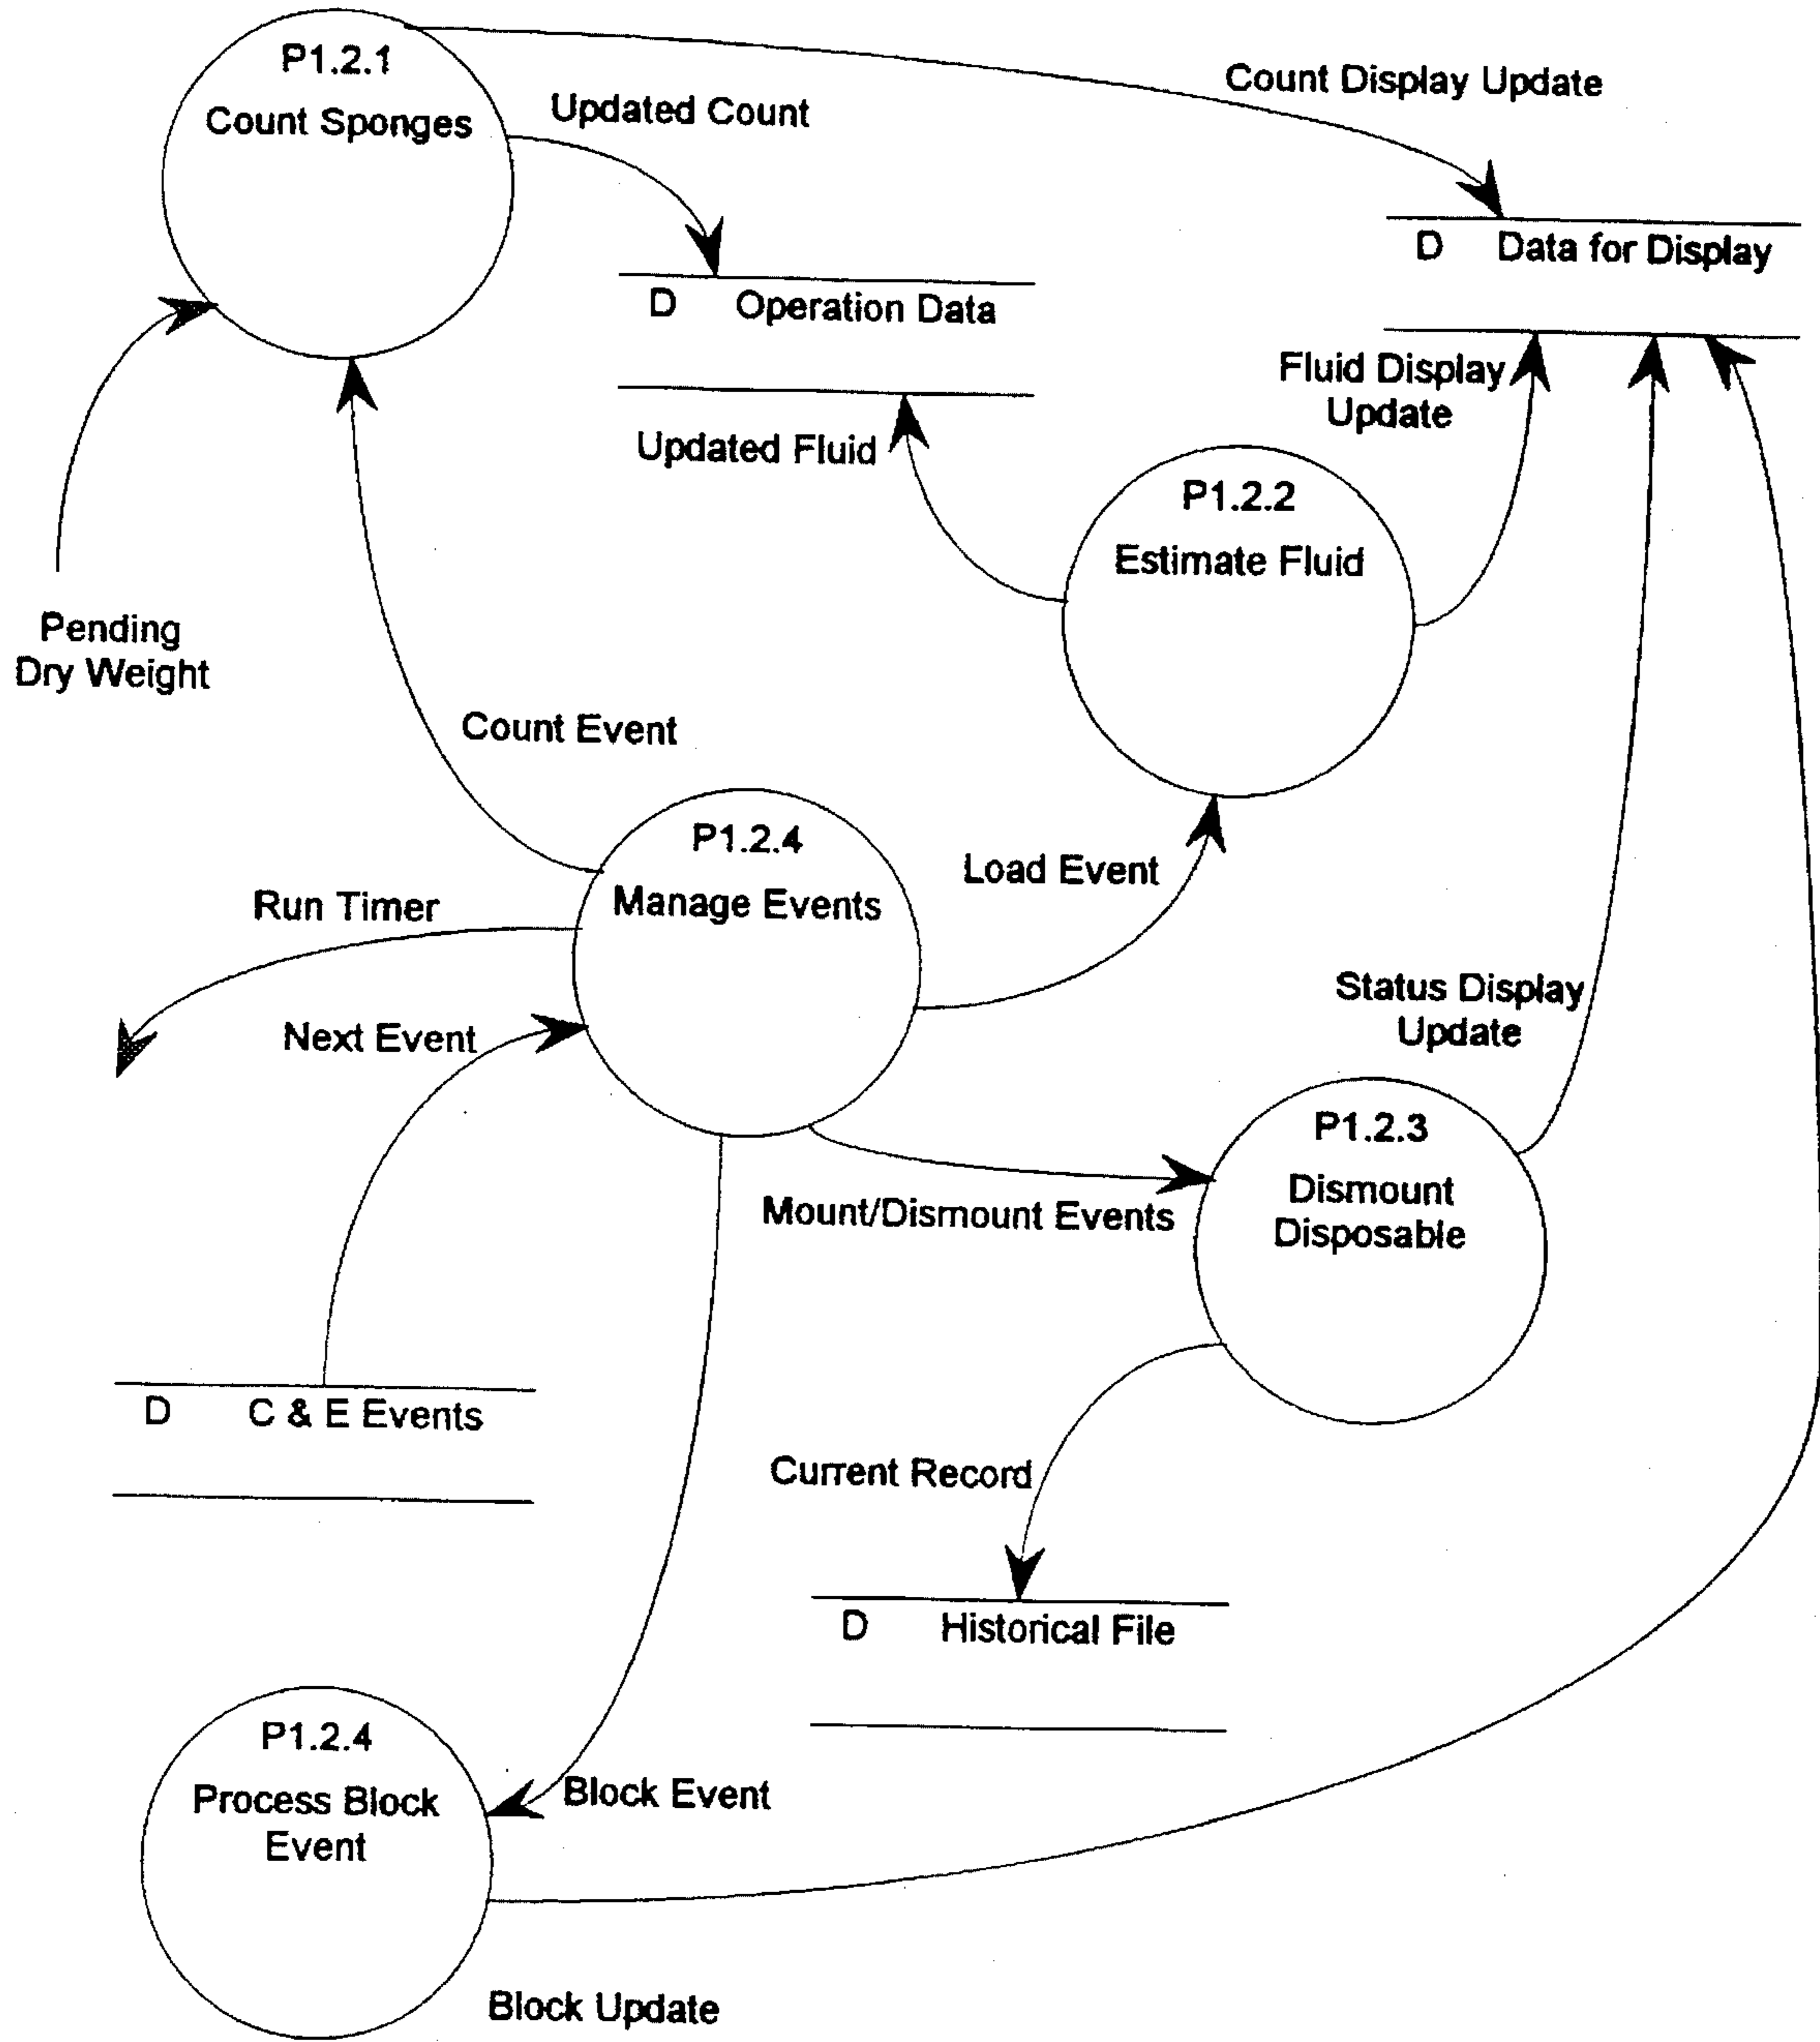 P1.2.1
Count Sponges
Updated Count
Count Display Update
D Data for Display
D Operation Data
Fluid Display
Update
Updated Fluid
P1.2.2
Estimate Fluid
Pending
Dry Weight
Count Event
P1.2.4
Manage Events
Load Event
Run Timer
Next Event
Status Display
Update
P1.2.3
Dismount
Disposable
Mount/Dismount Events
D C & E Events
Current Record
D Historical File
P1.2.4
Process Block
Event
Block Event
Block Update